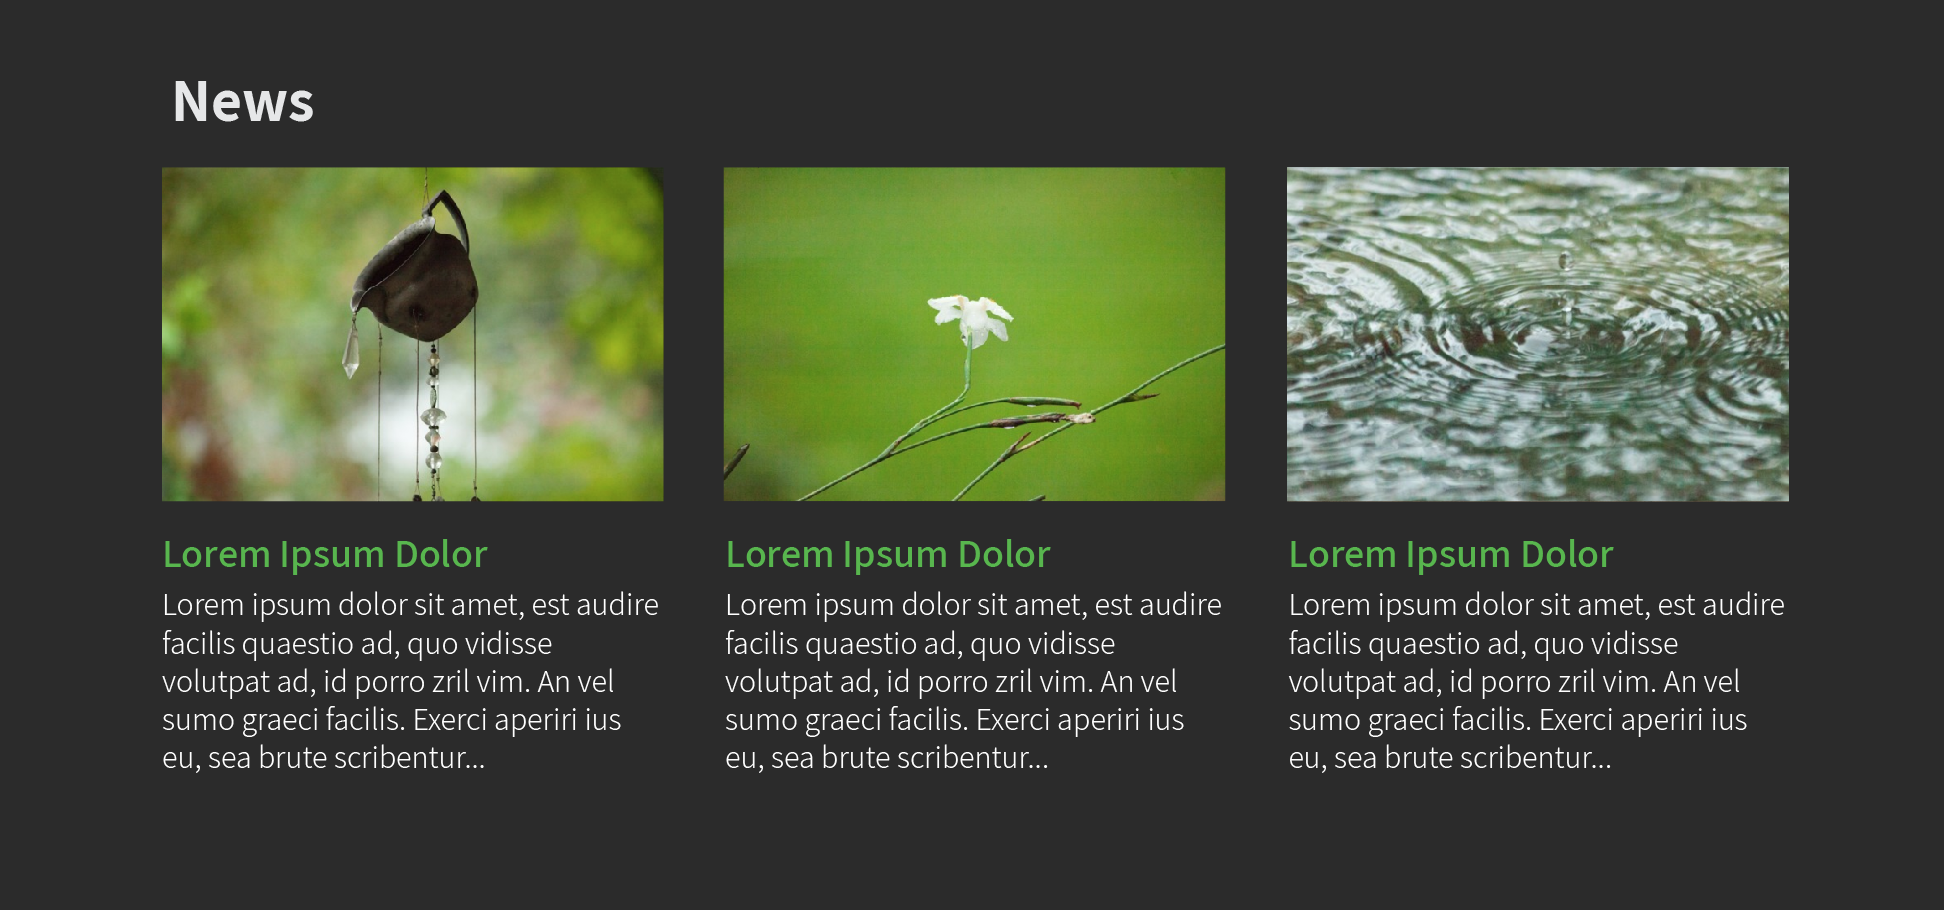 News
Lorem Ipsum Dolor
Lorem ipsum dolor sit amet, est audire
facilis quaestio ad, quo vidisse
volutpat ad, id porro zril vim. An vel
sumo graeci facilis. Exerci aperiri ius
eu, sea brute scribentur...
Lorem Ipsum Dolor
Lorem ipsum dolor sit amet, est audire
facilis quaestio ad, quo vidisse
volutpat ad, id porro zril vim. An vel
sumo graeci facilis. Exerci aperiri ius
eu, sea brute scribentur...
Lorem Ipsum Dolor
Lorem ipsum dolor sit amet, est audire
facilis quaestio ad, quo vidisse
volutpat ad, id porro zril vim. An vel
sumo graeci facilis. Exerci aperiri ius
eu, sea brute scribentur...